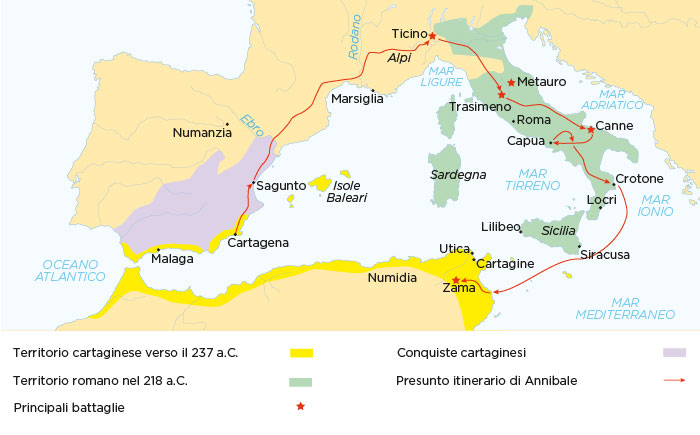 Ticino
Rodano
Alpi
MAR
LIGURE
Metauro
MAR
ADRIATICO
Marsiglia
Trasimeno
Roma
Canne
Numanzia
Ebro
Capua
Sagunto
Isole
Baleari
Sardegna
MAR
TIRRENO
Crotone
MAR
IONIO
Locri
Lilibeo
Sicilia
Siracusa
Cartagena
Malaga
Utica
Cartagine
OCEANO
ATLANTICO
Numidia
Zama
MAR
MEDITERRANEO
Territorio cartaginese verso il 237 a.C.
Conquiste cartaginesi
Territorio romano nel 218 a.C.
Presunto itinerario di Annibale
Principali battaglie